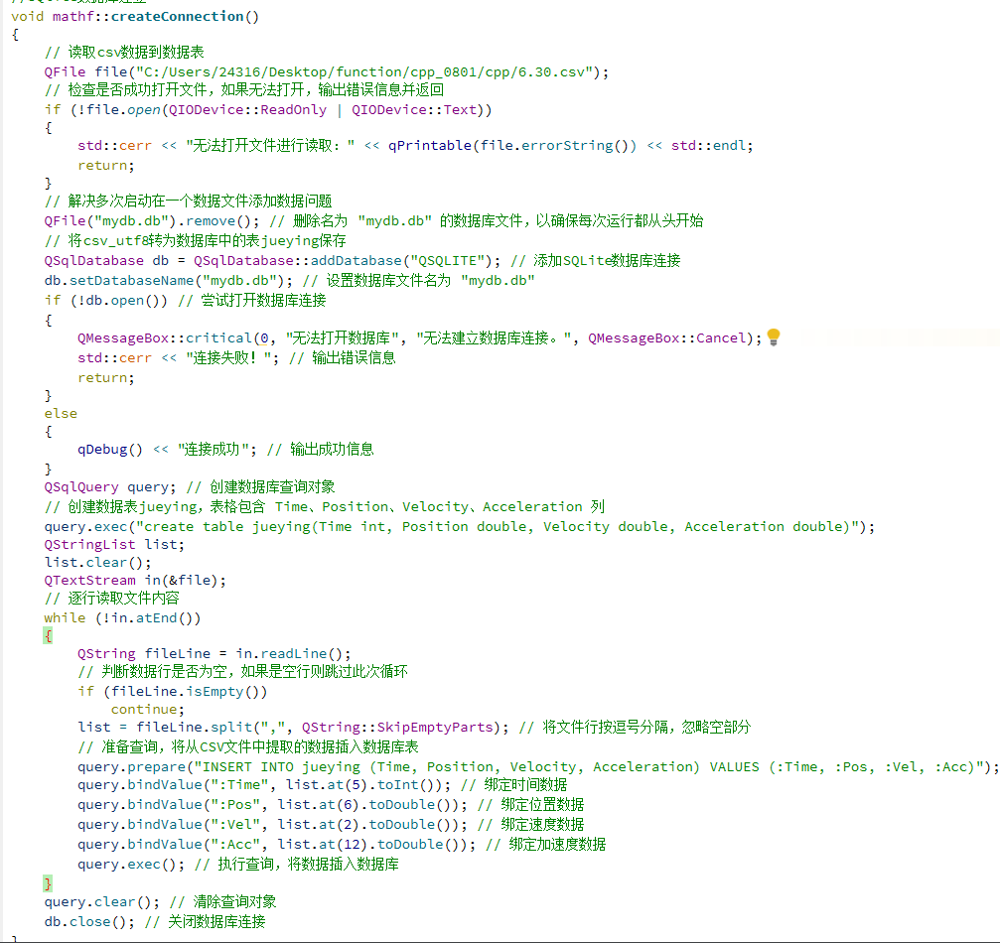 void mathf::createConnection()
{
    // 读取csv数据到数据表
    QFile file("C:/Users/24316/Desktop/function/cpp_0801/cpp/6.30.csv");
    // 检查是否成功打开文件，如果无法打开，输出错误信息并返回
    if (!file.open(QIODevice::ReadOnly | QIODevice::Text))
    {
        std::cerr << "无法打开文件进行读取：" << qPrintable(file.errorString()) << std::endl;
        return;
    }
    // 解决多次启动在一个数据文件添加数据问题
    QFile("mydb.db").remove(); // 删除名为 "mydb.db" 的数据库文件，以确保每次运行都从头开始
    // 将csv_utf8转为数据库中的表jueying保存
    QSqlDatabase db = QSqlDatabase::addDatabase("QSQLITE"); // 添加SQLite数据库连接
    db.setDatabaseName("mydb.db"); // 设置数据库文件名为 "mydb.db"
    if (!db.open()) // 尝试打开数据库连接
    {
        QMessageBox::critical(0, "无法打开数据库", "无法建立数据库连接。", QMessageBox::Cancel);
        std::cerr << "连接失败！"; // 输出错误信息
        return;
    }
    else
    {
        qDebug() << "连接成功"; // 输出成功信息
    }
    QSqlQuery query; // 创建数据库查询对象
    // 创建数据表jueying，表格包含 Time、Position、Velocity、Acceleration 列
    query.exec("create table jueying(Time int, Position double, Velocity double, Acceleration double)");
    QStringList list;
    list.clear();
    QTextStream in(&file);
    // 逐行读取文件内容
    while (!in.atEnd())
    {
        QString fileLine = in.readLine();
        // 判断数据行是否为空，如果是空行则跳过此次循环
        if (fileLine.isEmpty())
            continue;
        list = fileLine.split(",", QString::SkipEmptyParts); // 将文件行按逗号分隔，忽略空部分
        // 准备查询，将从CSV文件中提取的数据插入数据库表
        query.prepare("INSERT INTO jueying (Time, Position, Velocity, Acceleration) VALUES (:Time, :Pos, :Vel, :Acc)");
        query.bindValue(":Time", list.at(5).toInt()); // 绑定时间数据
        query.bindValue(":Pos", list.at(6).toDouble()); // 绑定位置数据
        query.bindValue(":Vel", list.at(2).toDouble()); // 绑定速度数据
        query.bindValue(":Acc", list.at(12).toDouble()); // 绑定加速度数据
        query.exec(); // 执行查询，将数据插入数据库
    }
    query.clear(); // 清除查询对象
    db.close(); // 关闭数据库连接